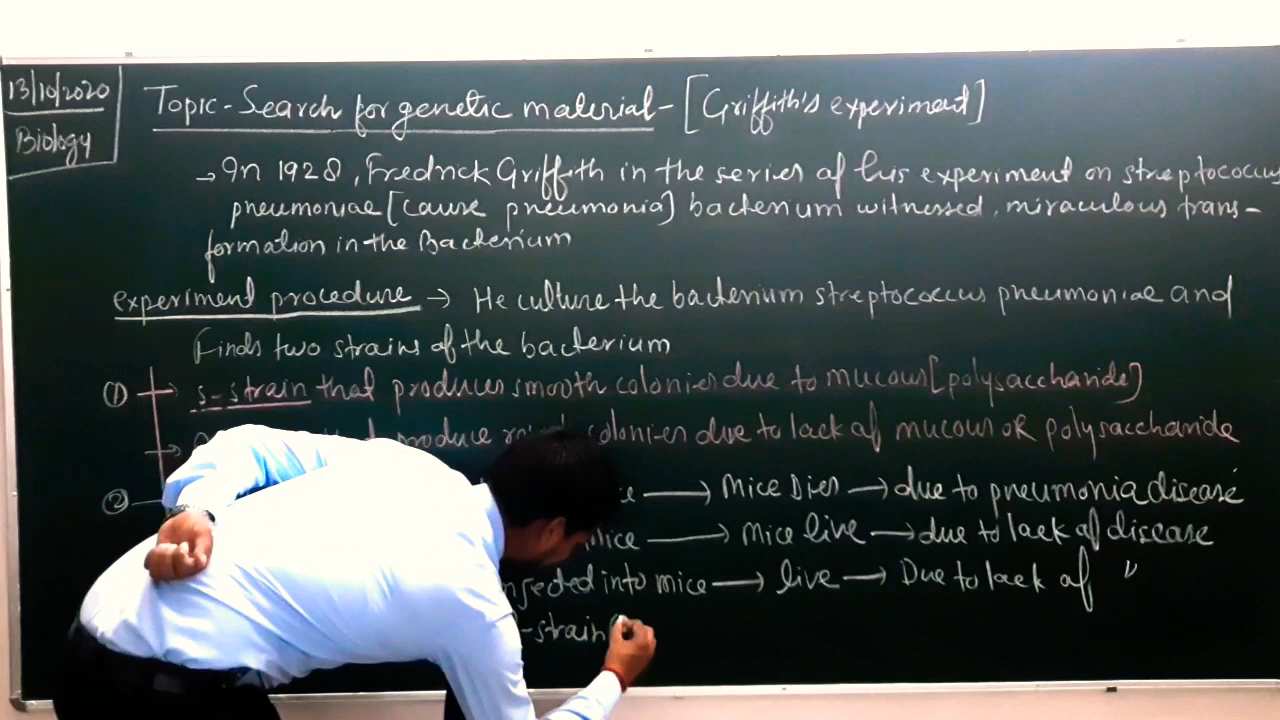 13/10/2020
Biology
Topic - Search for genetic material - [Griffith's experiment]
→ In 1928, Fredrick Griffith in the series of his experiment on streptococcus
pneumoniae [cause pneumonia] bacterium witnessed, miraculous trans-
formation in the Bacterium
experiment procedure → He culture the bacterium streptococcus pneumoniae and
Finds two strains of the bacterium
① → s-strain that produces smooth colonies due to mucous [polysaccharide]
→ produce colonies due to lack of mucous OR polysaccharide
② → Mice Dies → due to pneumonia disease
mice → Mice live → due to lack of disease
into mice → live → Due to lack of "
-strain